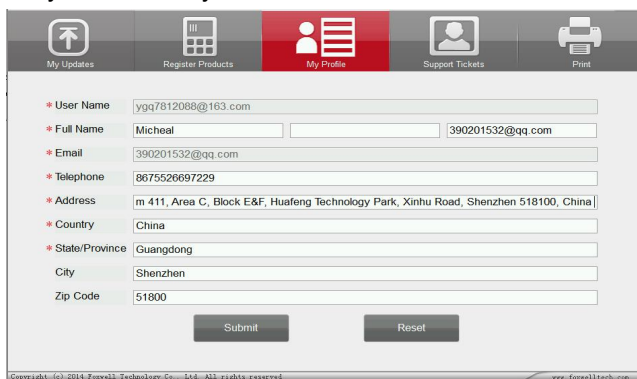 My Updates Register Products My Profile Support Tickets Print
* User Name ygq7812088@163.com
* Full Name Micheal 390201532@qq.com
* Email 390201532@qq.com
* Telephone 8675526697229
* Address m 411, Area C, Block E&F, Huafeng Technology Park, Xinhu Road, Shenzhen 518100, China
* Country China
* State/Province Guangdong
City Shenzhen
Zip Code 51800
Submit Reset
Copyright (c) 2014 Foxwell Technology Co., Ltd. All rights reserved www.foxwelltech.com